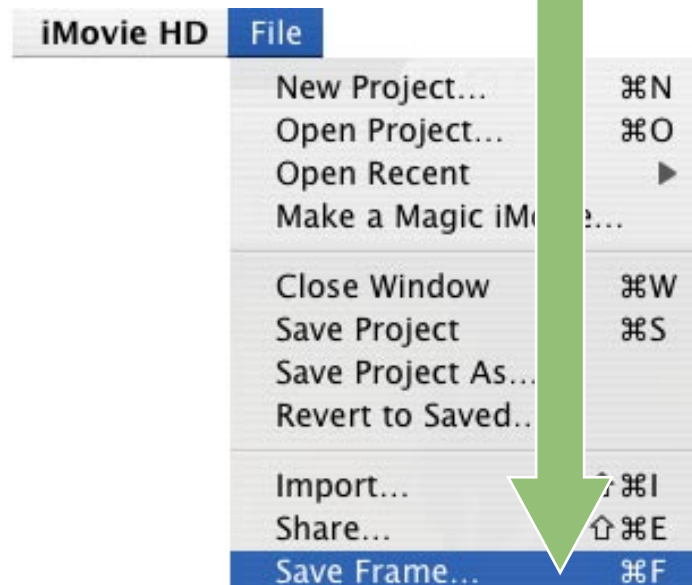 iMovie HD File
New Project... ⌘N
Open Project... ⌘O
Open Recent ▶
Make a Magic
Close Window ⌘W
Save Project ⌘S
Save Project As...
Revert to Saved...
Import... ⇧⌘I
Share... ⇧⌘E
Save Frame... ⌘F